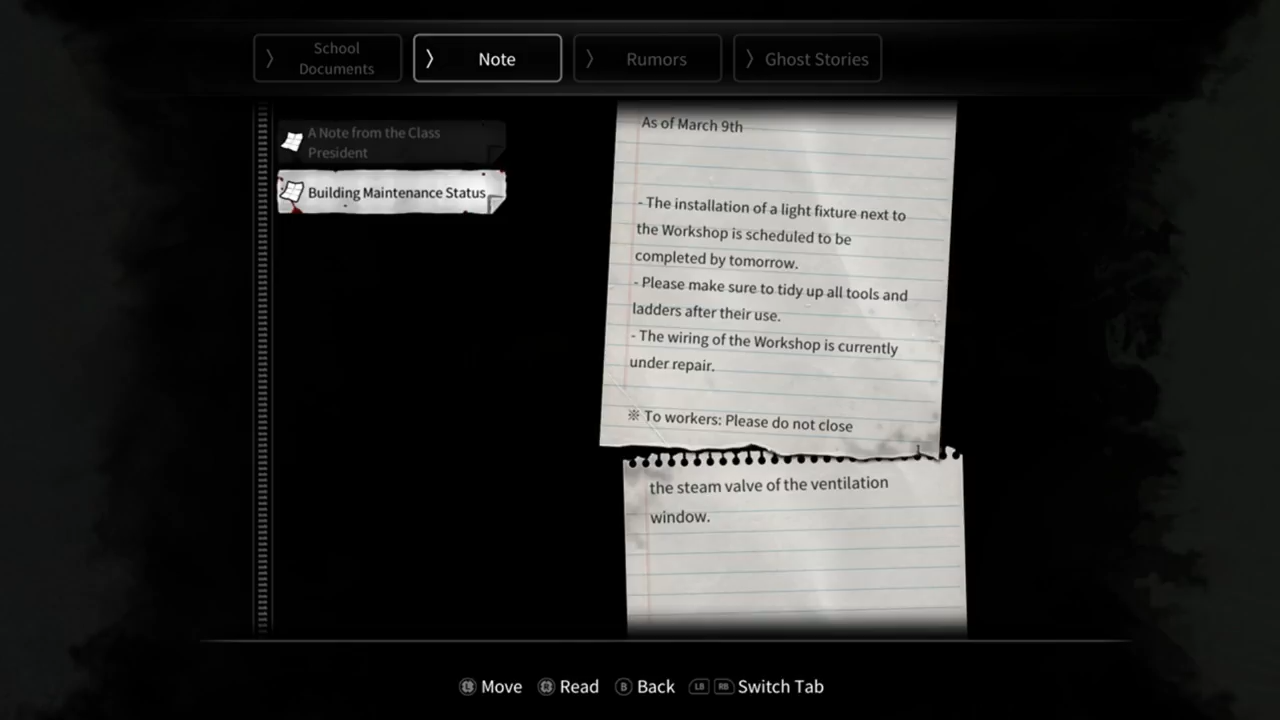 School
Documents
Note
Rumors
Ghost Stories
A Note from the Class
President
Building Maintenance Status
As of March 9th
- The installation of a light fixture next to
the Workshop is scheduled to be
completed by tomorrow.
- Please make sure to tidy up all tools and
ladders after their use.
- The wiring of the Workshop is currently
under repair.
※ To workers: Please do not close
the steam valve of the ventilation
window.
Move
Read
B Back
LB RB Switch Tab